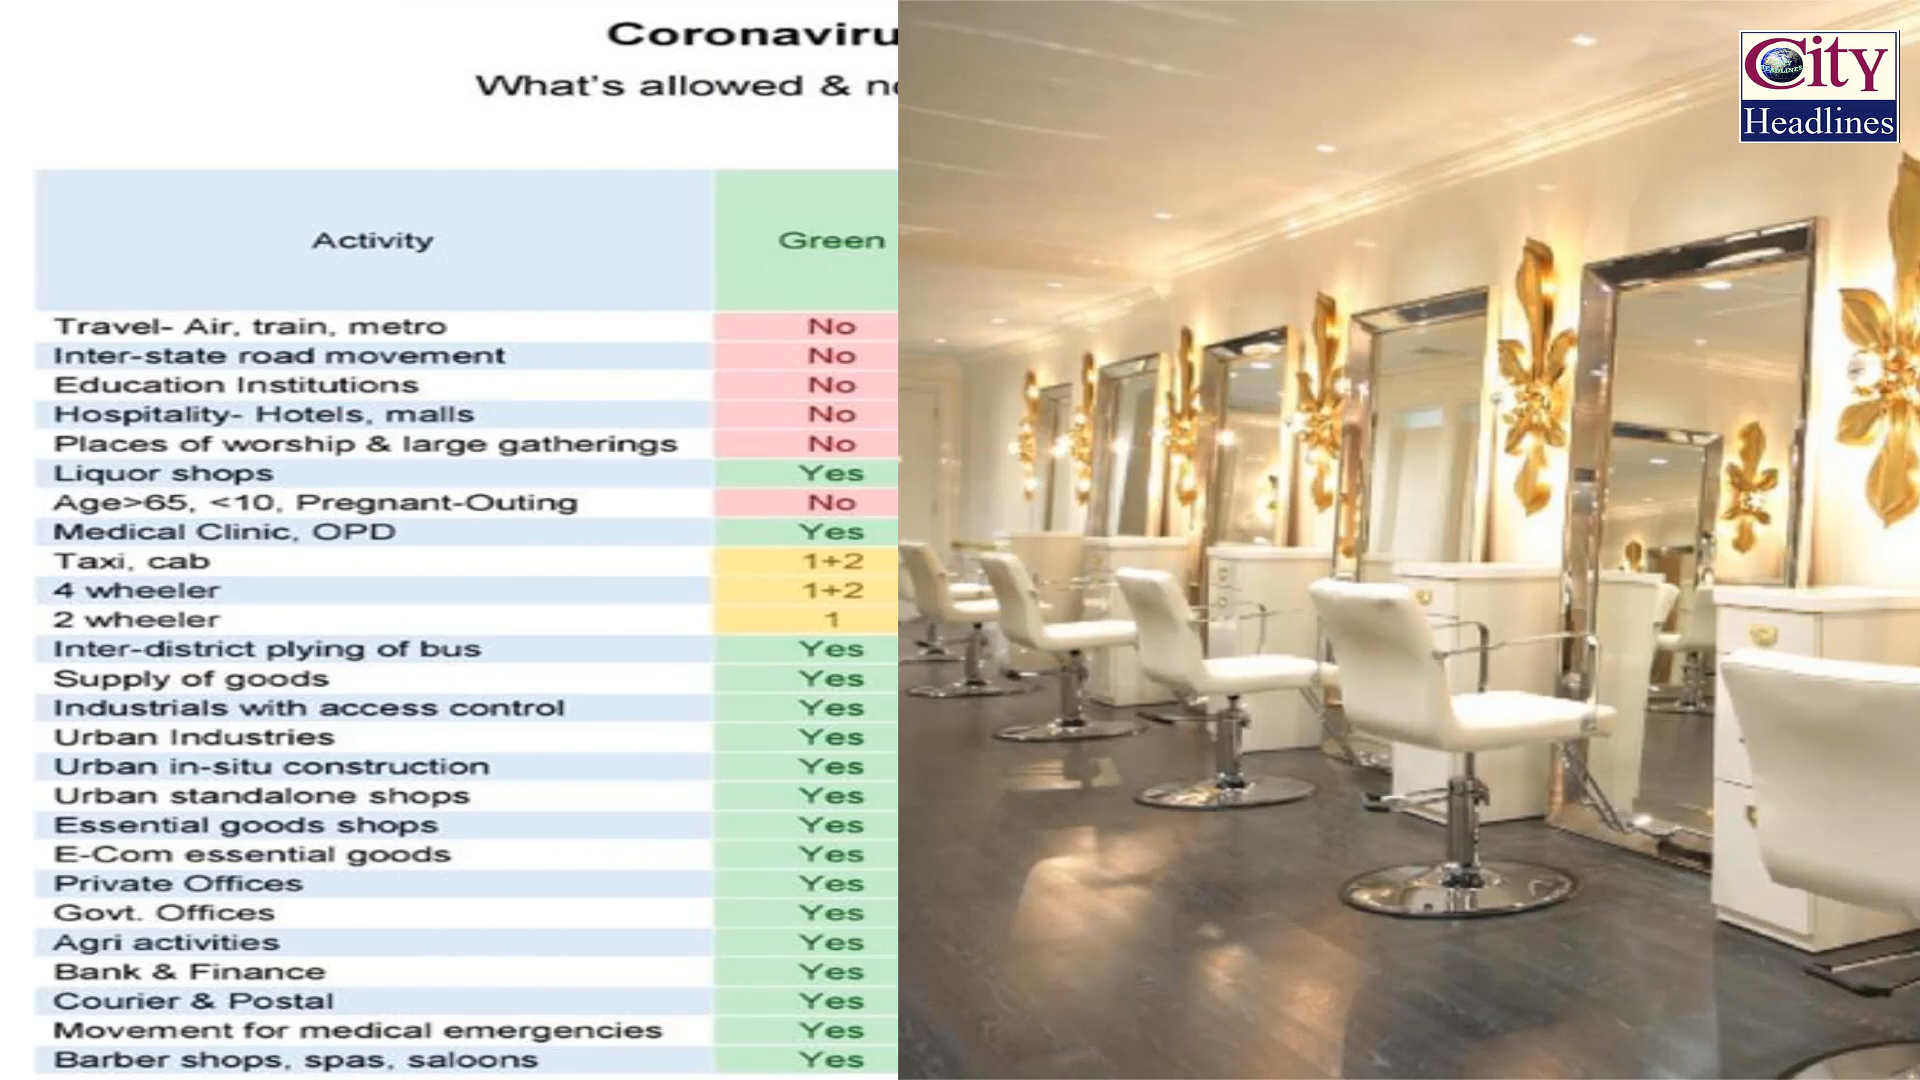 Coronaviru
What's allowed & no
Activity Green
Travel- Air, train, metro No
Inter-state road movement No
Education Institutions No
Hospitality- Hotels, malls No
Places of worship & large gatherings No
Liquor shops Yes
Age>65, <10, Pregnant-Outing No
Medical Clinic, OPD Yes
Taxi, cab 1+2
4 wheeler 1+2
2 wheeler 1
Inter-district plying of bus Yes
Supply of goods Yes
Industrials with access control Yes
Urban Industries Yes
Urban in-situ construction Yes
Urban standalone shops Yes
Essential goods shops Yes
E-Com essential goods Yes
Private Offices Yes
Govt. Offices Yes
Agri activities Yes
Bank & Finance Yes
Courier & Postal Yes
Movement for medical emergencies Yes
Barber shops, spas, saloons Yes
City
HEADLINES
Headlines